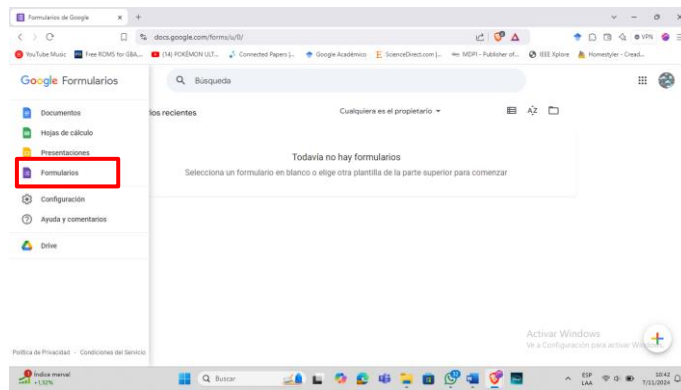 Formularios de Google
docs.google.com/forms/u/0/
YouTube Music
Free ROMS for GBA...
(14) POKÉMON ULT...
Connected Papers |...
Google Académico
ScienceDirect.com |...
MDPI - Publisher of...
IEEE Xplore
Homestyler - Cread...
VPN
Google Formularios
Búsqueda
Documentos
Hojas de cálculo
Presentaciones
Formularios
Configuración
Ayuda y comentarios
Drive
ios recientes
Cualquiera es el propietario
AZ
Todavía no hay formularios
Selecciona un formulario en blanco o elige otra plantilla de la parte superior para comenzar
Activar Windows
Ve a Configuración para activar Windows
Política de Privacidad · Condiciones del Servicio
+1,32%
Buscar
ESP
LAA
10:42
7/11/2024